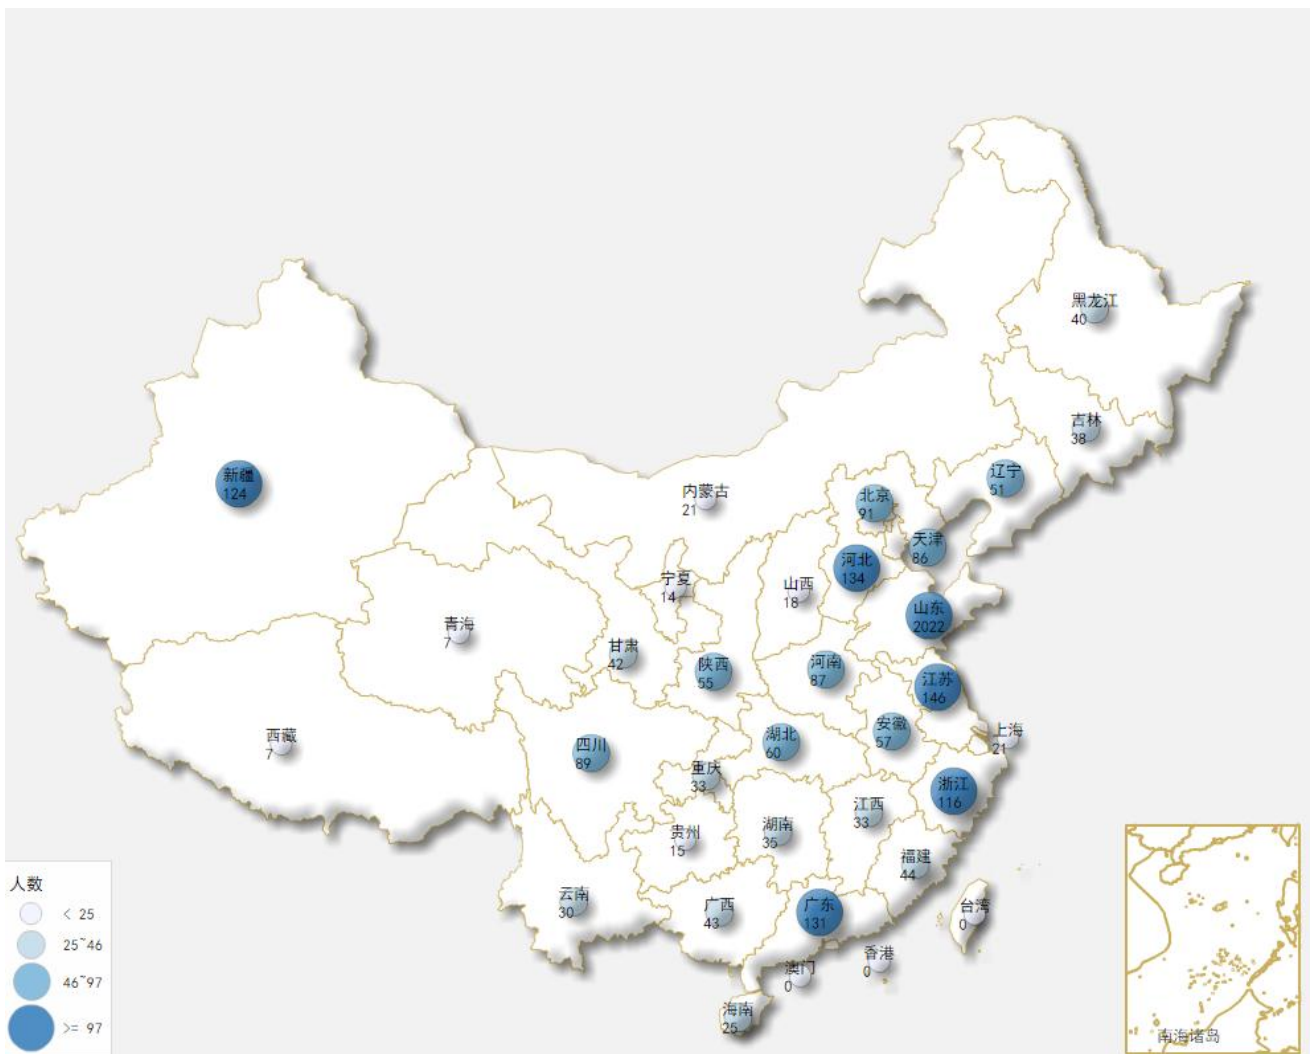 黑龙江
40
吉林
38
辽宁
51
新疆
124
内蒙古
21
北京
91
天津
86
河北
134
宁夏
14
山西
18
山东
2022
青海
7
甘肃
42
陕西
55
河南
87
江苏
146
西藏
7
四川
89
湖北
60
安徽
57
上海
21
重庆
33
浙江
116
贵州
15
湖南
35
江西
33
福建
44
云南
30
广西
43
广东
131
台湾
0
香港
0
澳门
0
海南
25
人数
< 25
25~46
46~97
>= 97
南海诸岛